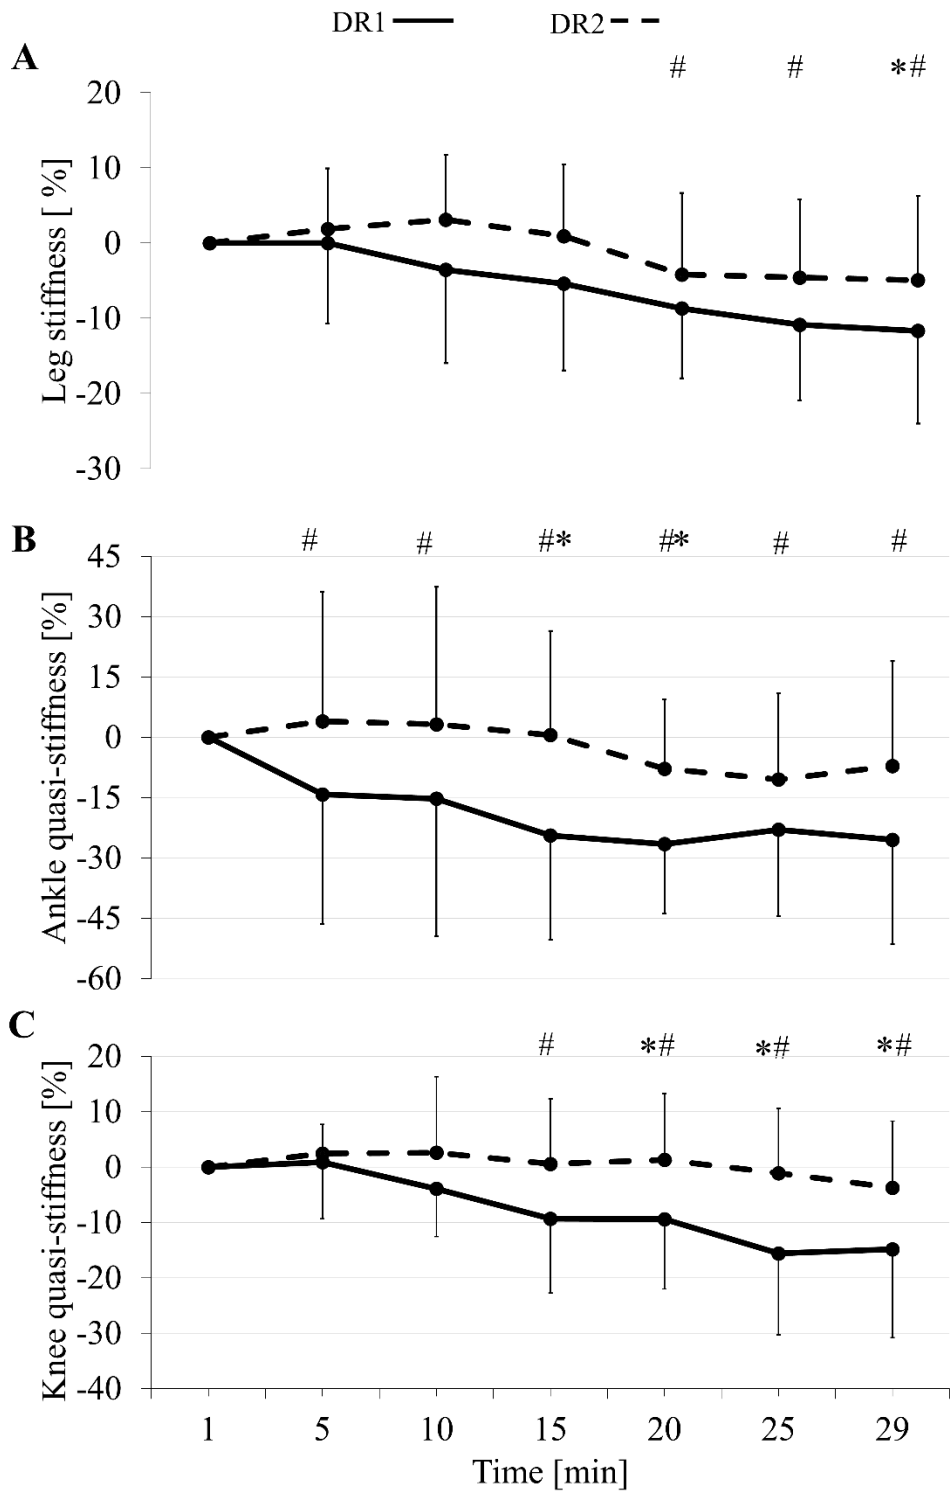 DR1 DR2
A
# # *#
Leg stiffness [ %]
20
10
0
-10
-20
-30
B
# # #* #* # #
Ankle quasi-stiffness [%]
45
30
15
0
-15
-30
-45
-60
C
# *# *# *#
Knee quasi-stiffness [%]
20
10
0
-10
-20
-30
-40
1 5 10 15 20 25 29
Time [min]